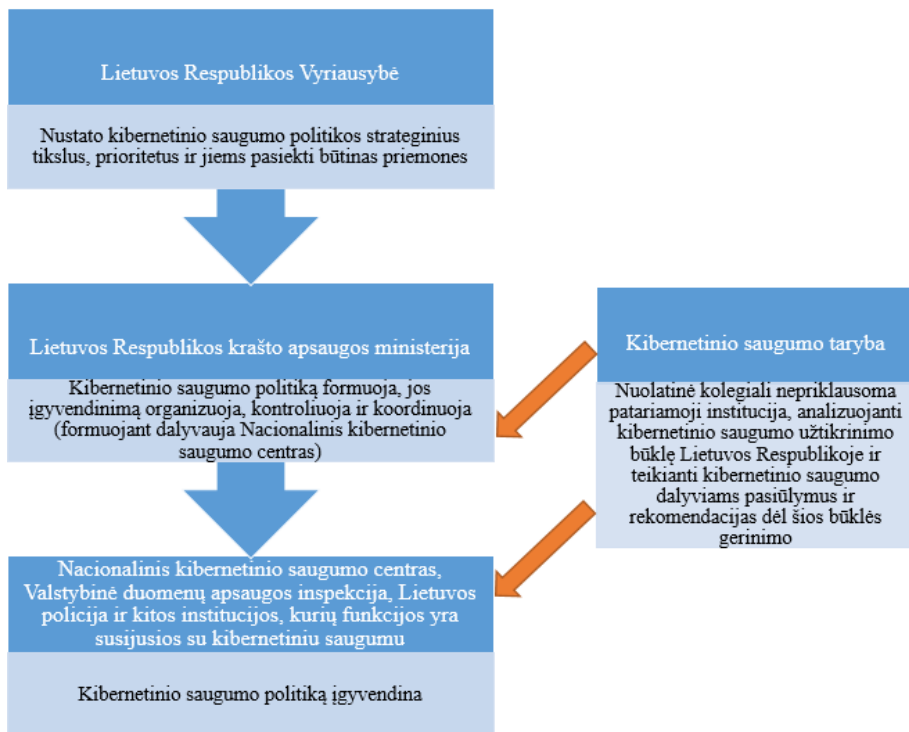 Lietuvos Respublikos Vyriausybė
Nustato kibernetinio saugumo politikos strateginius
tikslus, prioritetus ir jiems pasiekti būtinas priemones
Lietuvos Respublikos krašto apsaugos ministerija
Kibernetinio saugumo politiką formuoja, jos
įgyvendinimą organizuoja, kontroliuoja ir koordinuoja
(formuojant dalyvauja Nacionalinis kibernetinio
saugumo centras)
Kibernetinio saugumo taryba
Nuolatinė kolegiali nepriklausoma
patariamoji institucija, analizuojanti
kibernetinio saugumo užtikrinimo
būklę Lietuvos Respublikoje ir
teikianti kibernetinio saugumo
dalyviams pasiūlymus ir
rekomendacijas dėl šios būklės
gerinimo
Nacionalinis kibernetinio saugumo centras,
Valstybinė duomenų apsaugos inspekcija, Lietuvos
policija ir kitos institucijos, kurių funkcijos yra
susijusios su kibernetiniu saugumu
Kibernetinio saugumo politiką įgyvendina